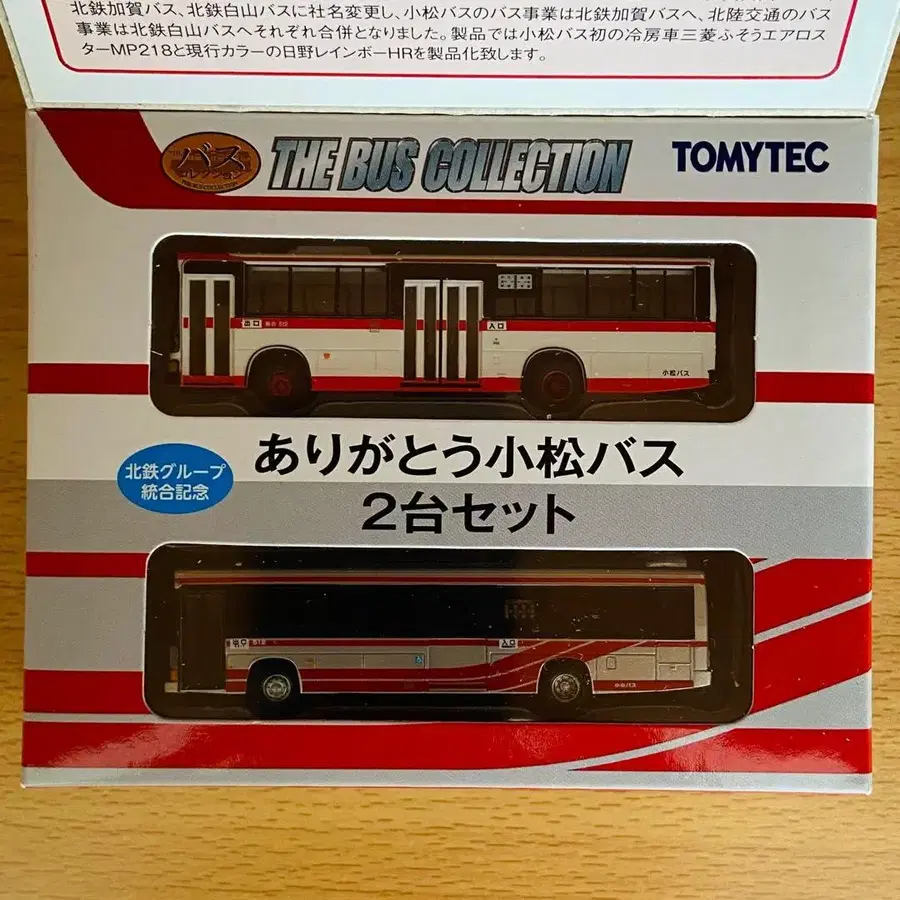 北鉄加賀バス、北鉄白山バスに社名変更し、小松バスのバス事業は北鉄加賀バスへ、北陸交通のバス
事業は北鉄白山バスへそれぞれ合併となりました。製品では小松バス初の冷房車三菱ふそうエアロス
ターMP218と現行カラーの日野レインボーHRを製品化致します。
バス
コレクション
THE BUS COLLECTION
TOMYTEC
出口
入口
小松バス
北鉄グループ
統合記念
ありがとう小松バス
2台セット
入口
小松バス